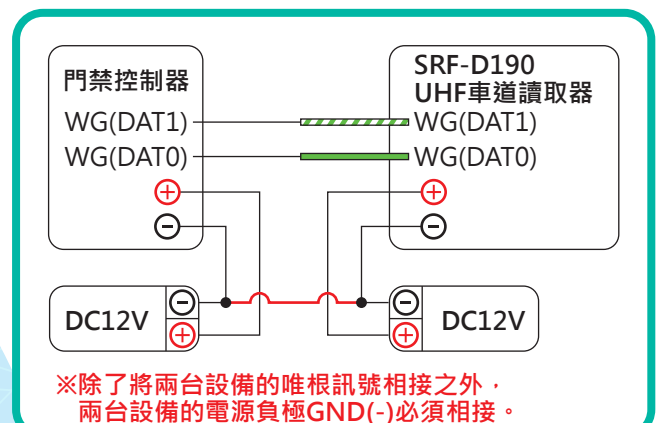 門禁控制器
WG(DAT1)
WG(DAT0)
+
-
SRF-D190
UHF車道讀取器
WG(DAT1)
WG(DAT0)
+
-
DC12V
-
+
-
+
DC12V
※除了將兩台設備的唯根訊號相接之外，
兩台設備的電源負極GND(-)必須相接。